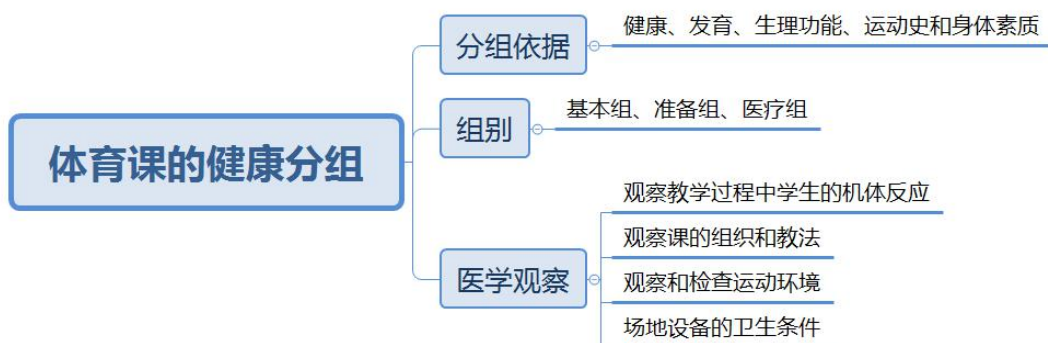 体育课的健康分组
分组依据
健康、发育、生理功能、运动史和身体素质
组别
基本组、准备组、医疗组
医学观察
观察教学过程中学生的机体反应
观察课的组织和教法
观察和检查运动环境
场地设备的卫生条件